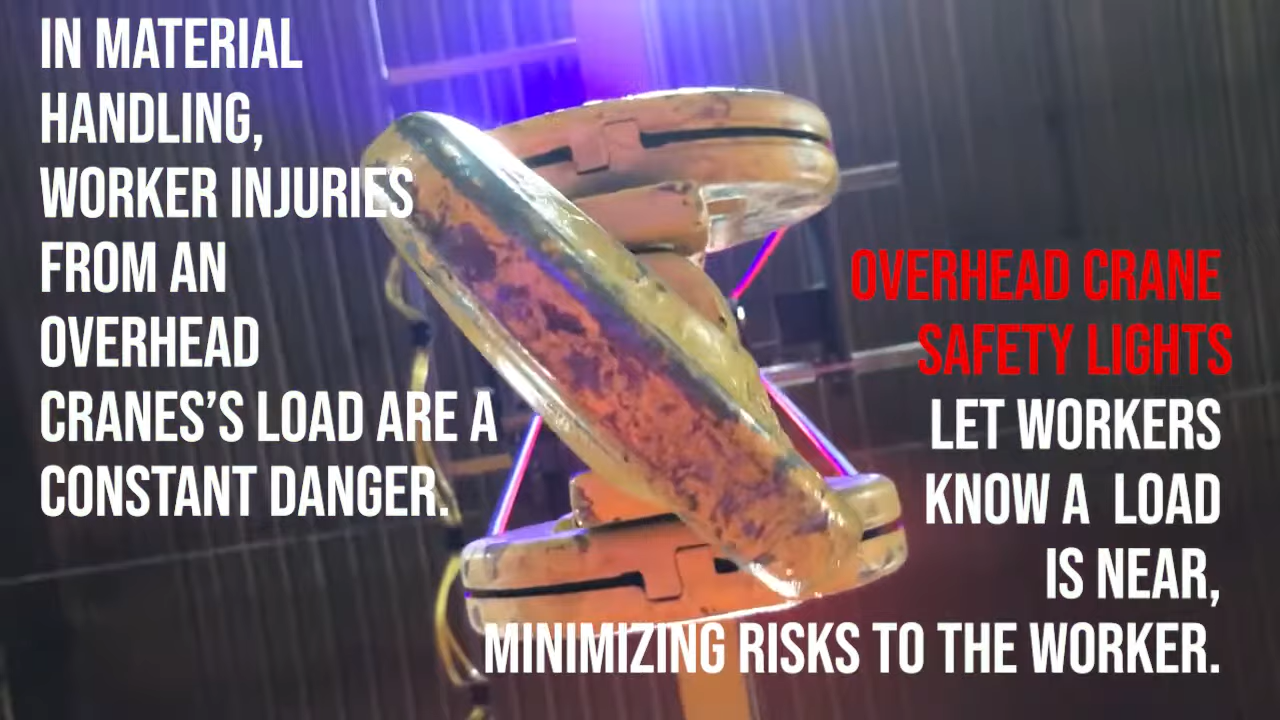 IN MATERIAL
HANDLING,
WORKER INJURIES
FROM AN
OVERHEAD
CRANES’S LOAD ARE A
CONSTANT DANGER.
OVERHEAD CRANE
SAFETY LIGHTS
LET WORKERS
KNOW A LOAD
IS NEAR,
MINIMIZING RISKS TO THE WORKER.